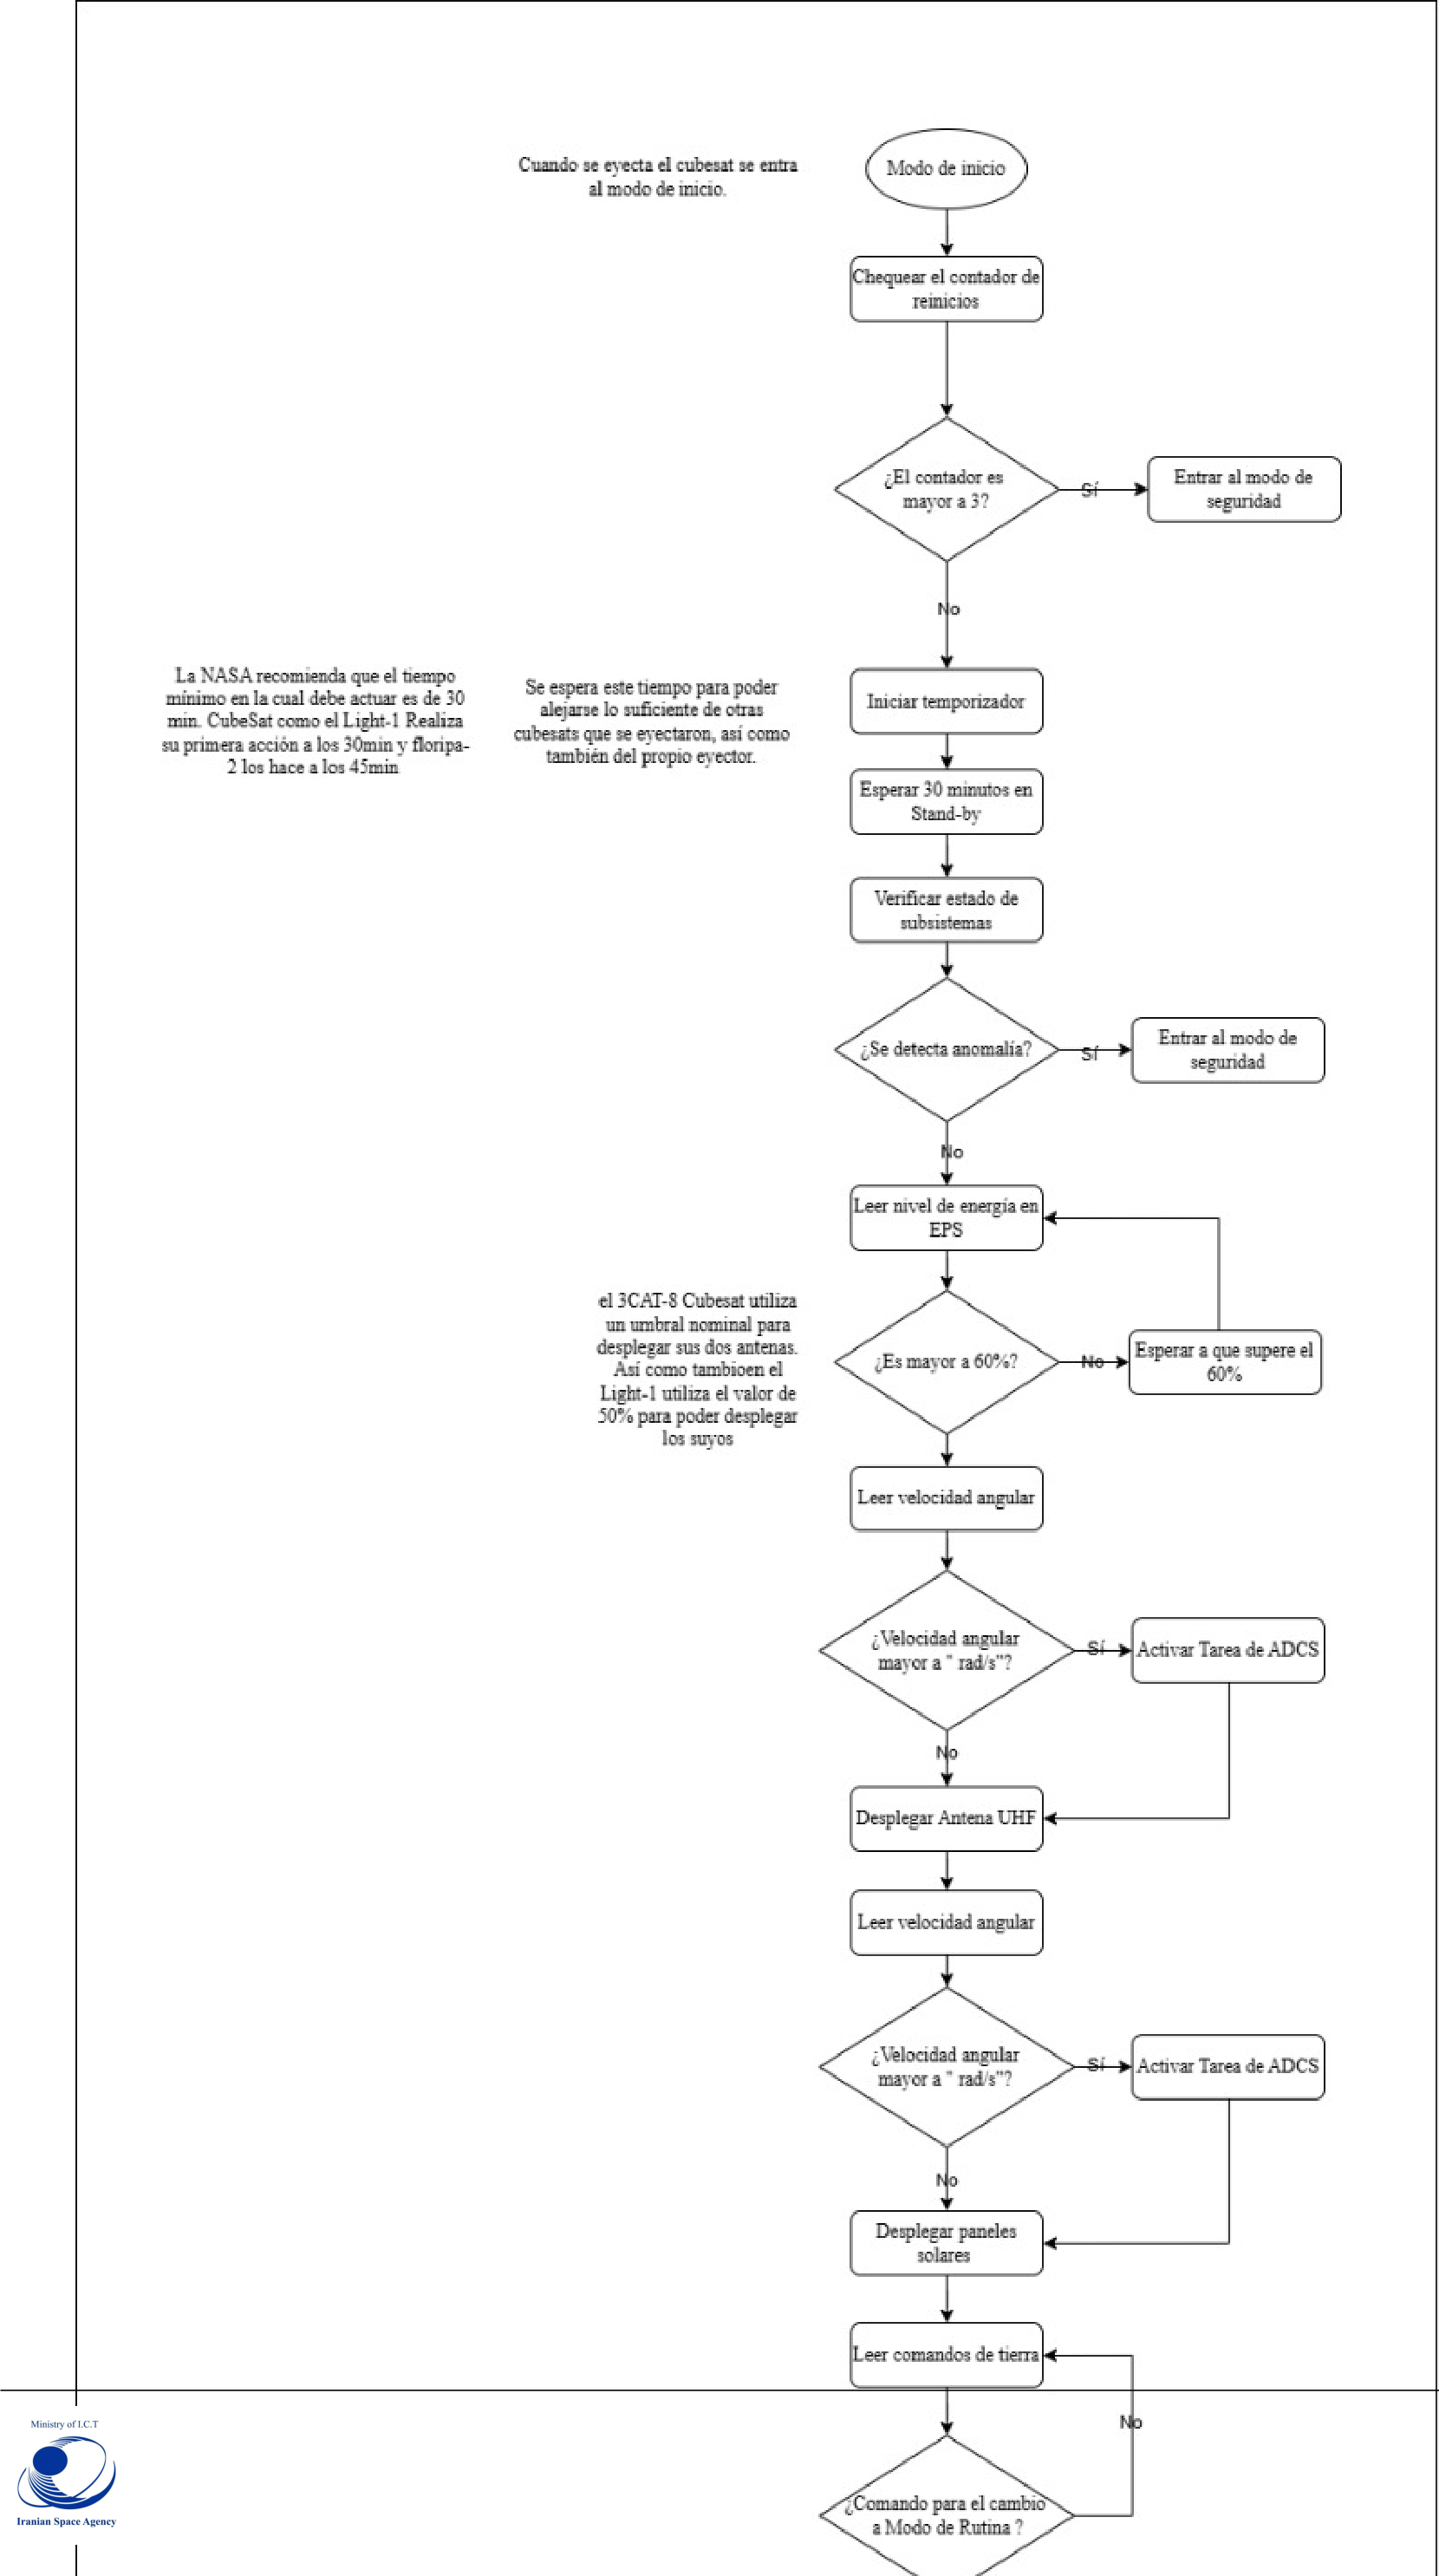 Cuando se eyecta el cubesat se entra
al modo de inicio.
Modo de inicio
Chequear el contador de
reinicios
¿El contador es
mayor a 3?
Sí
Entrar al modo de
seguridad
No
La NASA recomienda que el tiempo
mínimo en la cual debe actuar es de 30
min. CubeSat como el Light-1 Realiza
su primera acción a los 30min y floripa-
2 los hace a los 45min
Se espera este tiempo para poder
alejarse lo suficiente de otras
cubesats que se eyectaron, así como
también del propio eyector.
Iniciar temporizador
Esperar 30 minutos en
Stand-by
Verificar estado de
subsistemas
¿Se detecta anomalía?
Sí
Entrar al modo de
seguridad
No
Leer nivel de energía en
EPS
el 3CAT-8 Cubesat utiliza
un umbral nominal para
desplegar sus dos antenas.
Así como tambioen el
Light-1 utiliza el valor de
50% para poder desplegar
los suyos
¿Es mayor a 60%?
No
Esperar a que supere el
60%
Leer velocidad angular
¿Velocidad angular
mayor a " rad/s"?
Sí
Activar Tarea de ADCS
No
Desplegar Antena UHF
Leer velocidad angular
¿Velocidad angular
mayor a " rad/s"?
Sí
Activar Tarea de ADCS
No
Desplegar paneles
solares
Leer comandos de tierra
No
¿Comando para el cambio
a Modo de Rutina ?
Ministry of I.C.T
Iranian Space Agency